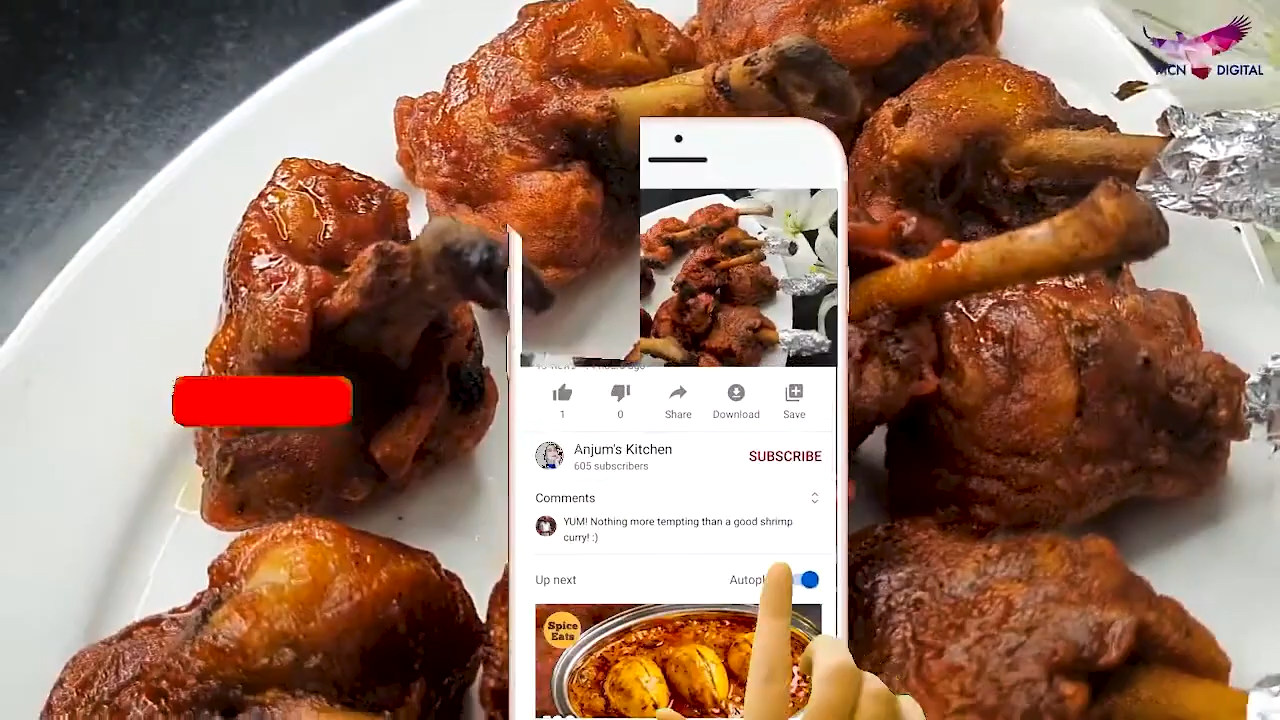 MCN DIGITAL
1
0
Share
Download
Save
Anjum's Kitchen
SUBSCRIBE
605 subscribers
Comments
YUM! Nothing more tempting than a good shrimp
curry! :)
Up next
Spice
Eats